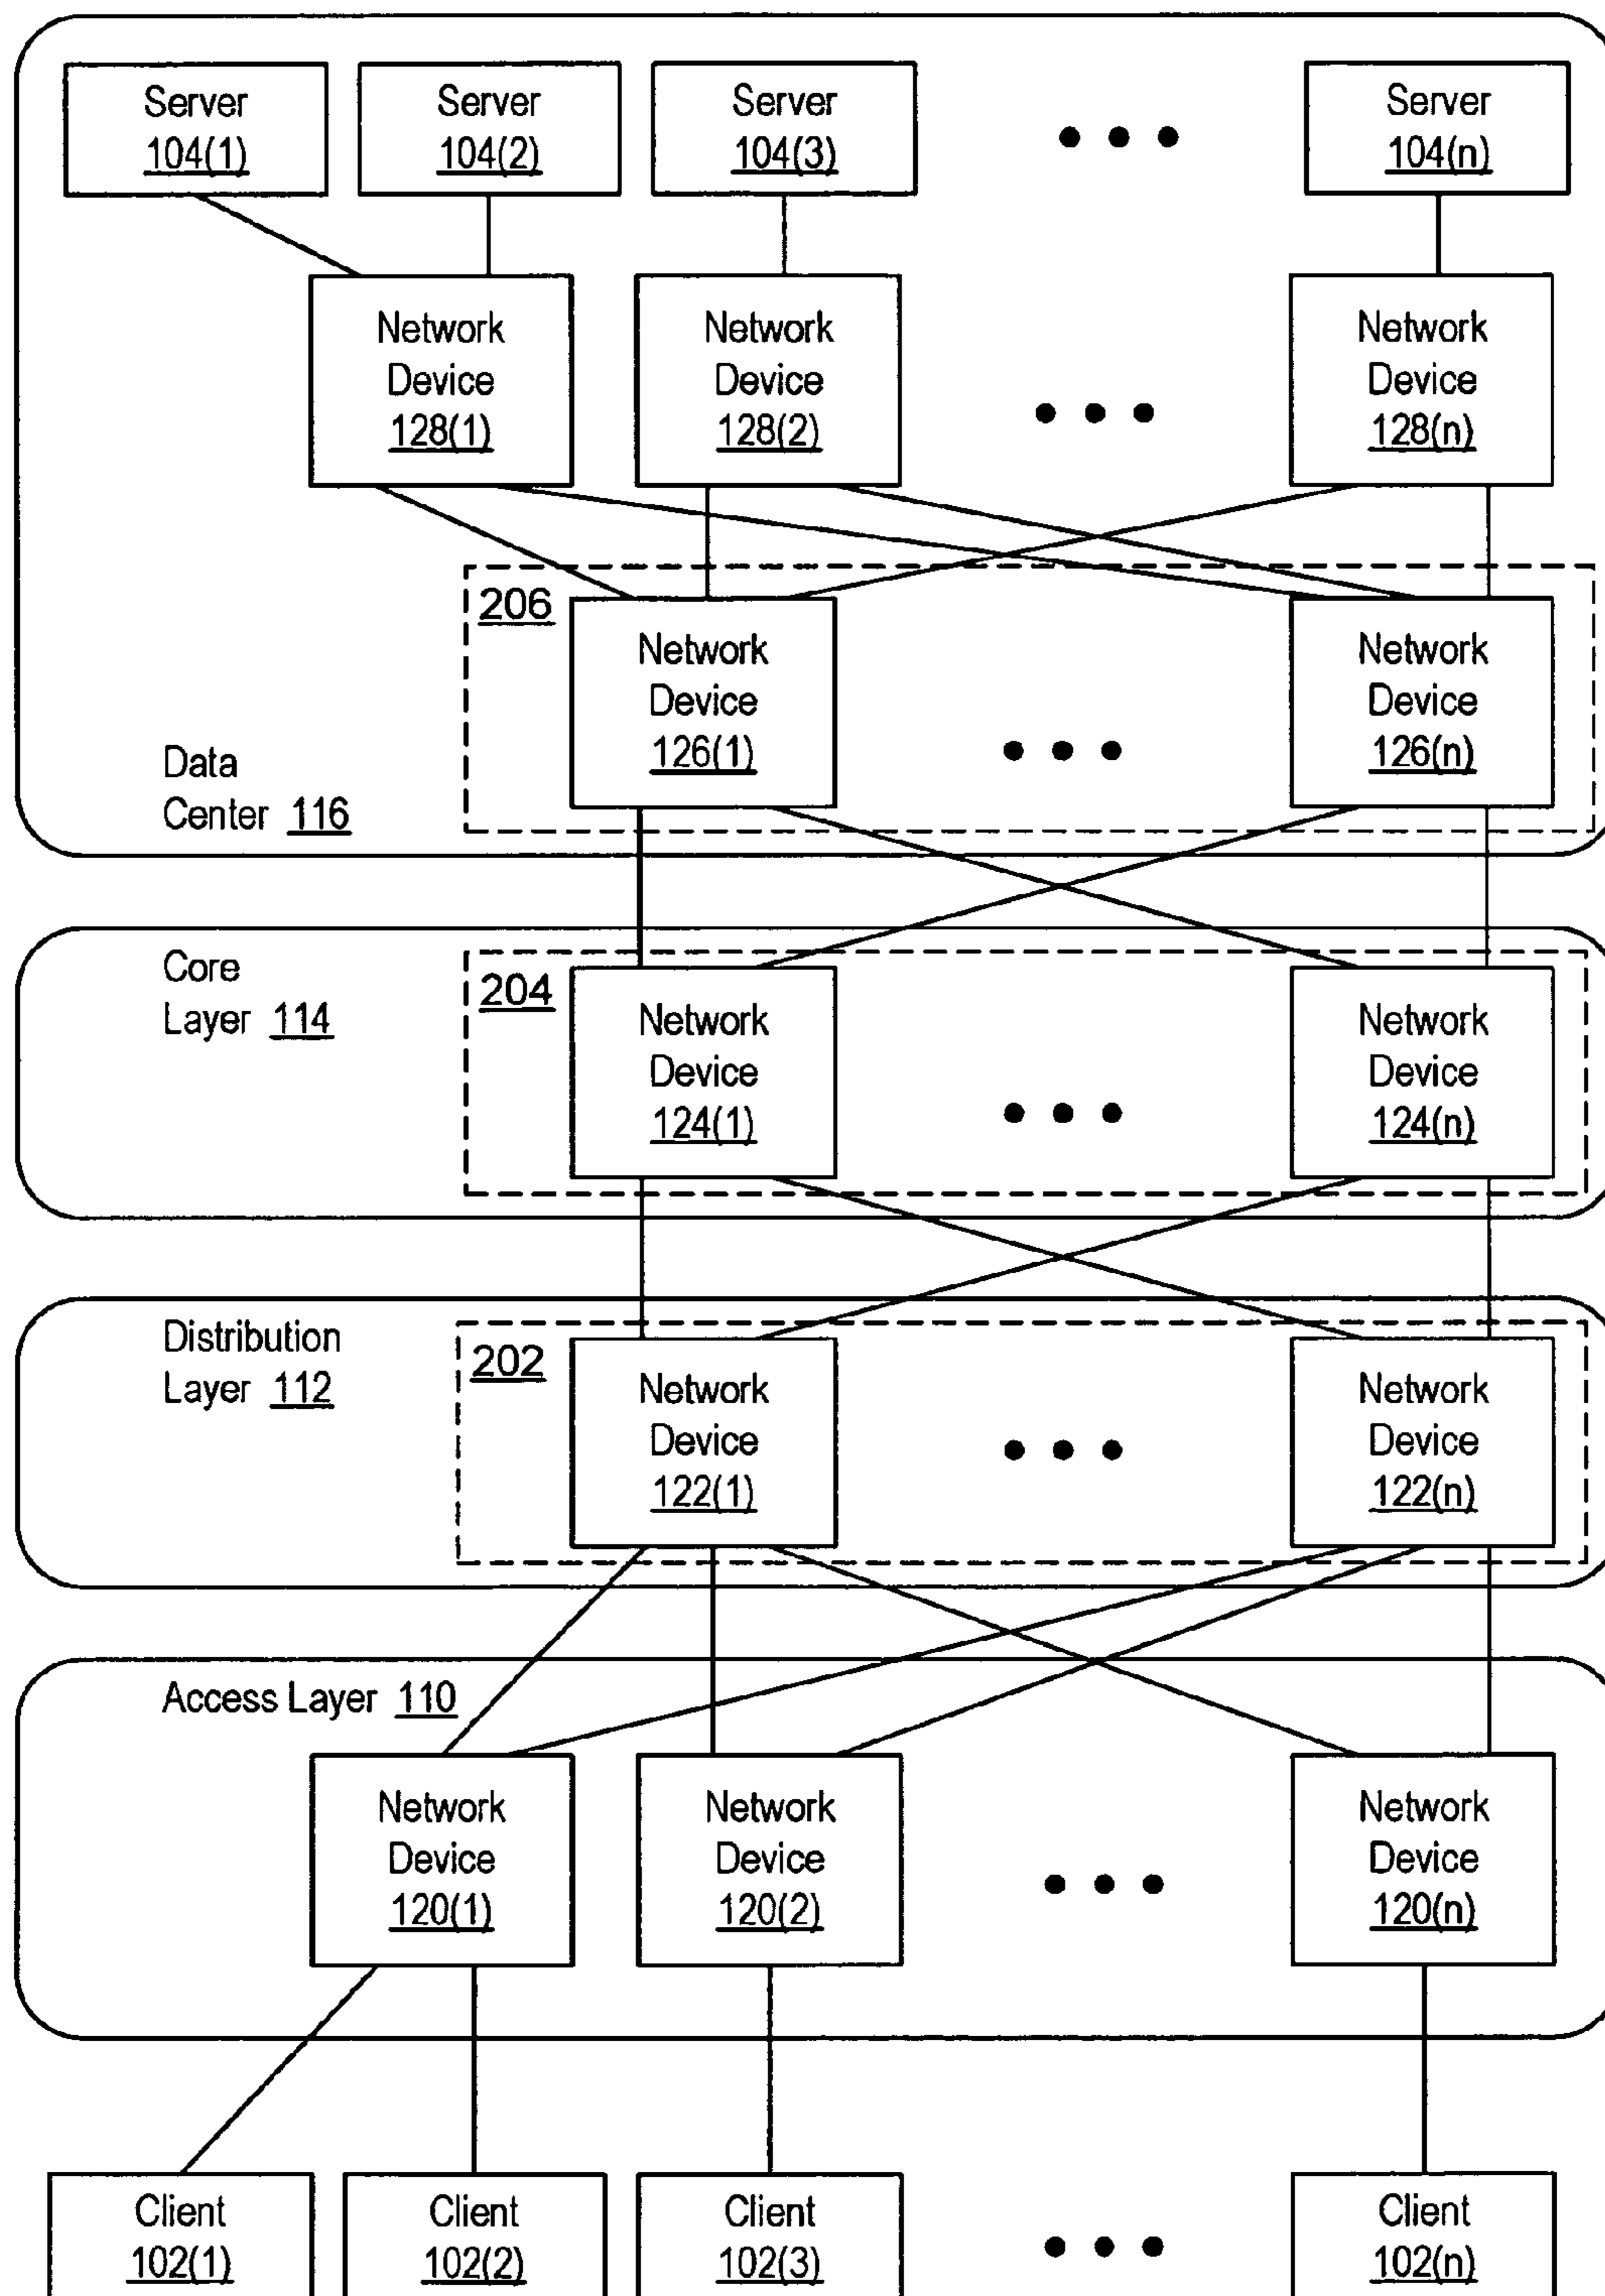 Server
104(1)
Server
104(2)
Server
104(3)
Server
104(n)
Network
Device
128(1)
Network
Device
128(2)
Network
Device
128(n)
206
Network
Device
126(1)
Network
Device
126(n)
Data
Center 116
Core
Layer 114
204
Network
Device
124(1)
Network
Device
124(n)
Distribution
Layer 112
202
Network
Device
122(1)
Network
Device
122(n)
Access Layer 110
Network
Device
120(1)
Network
Device
120(2)
Network
Device
120(n)
Client
102(1)
Client
102(2)
Client
102(3)
Client
102(n)